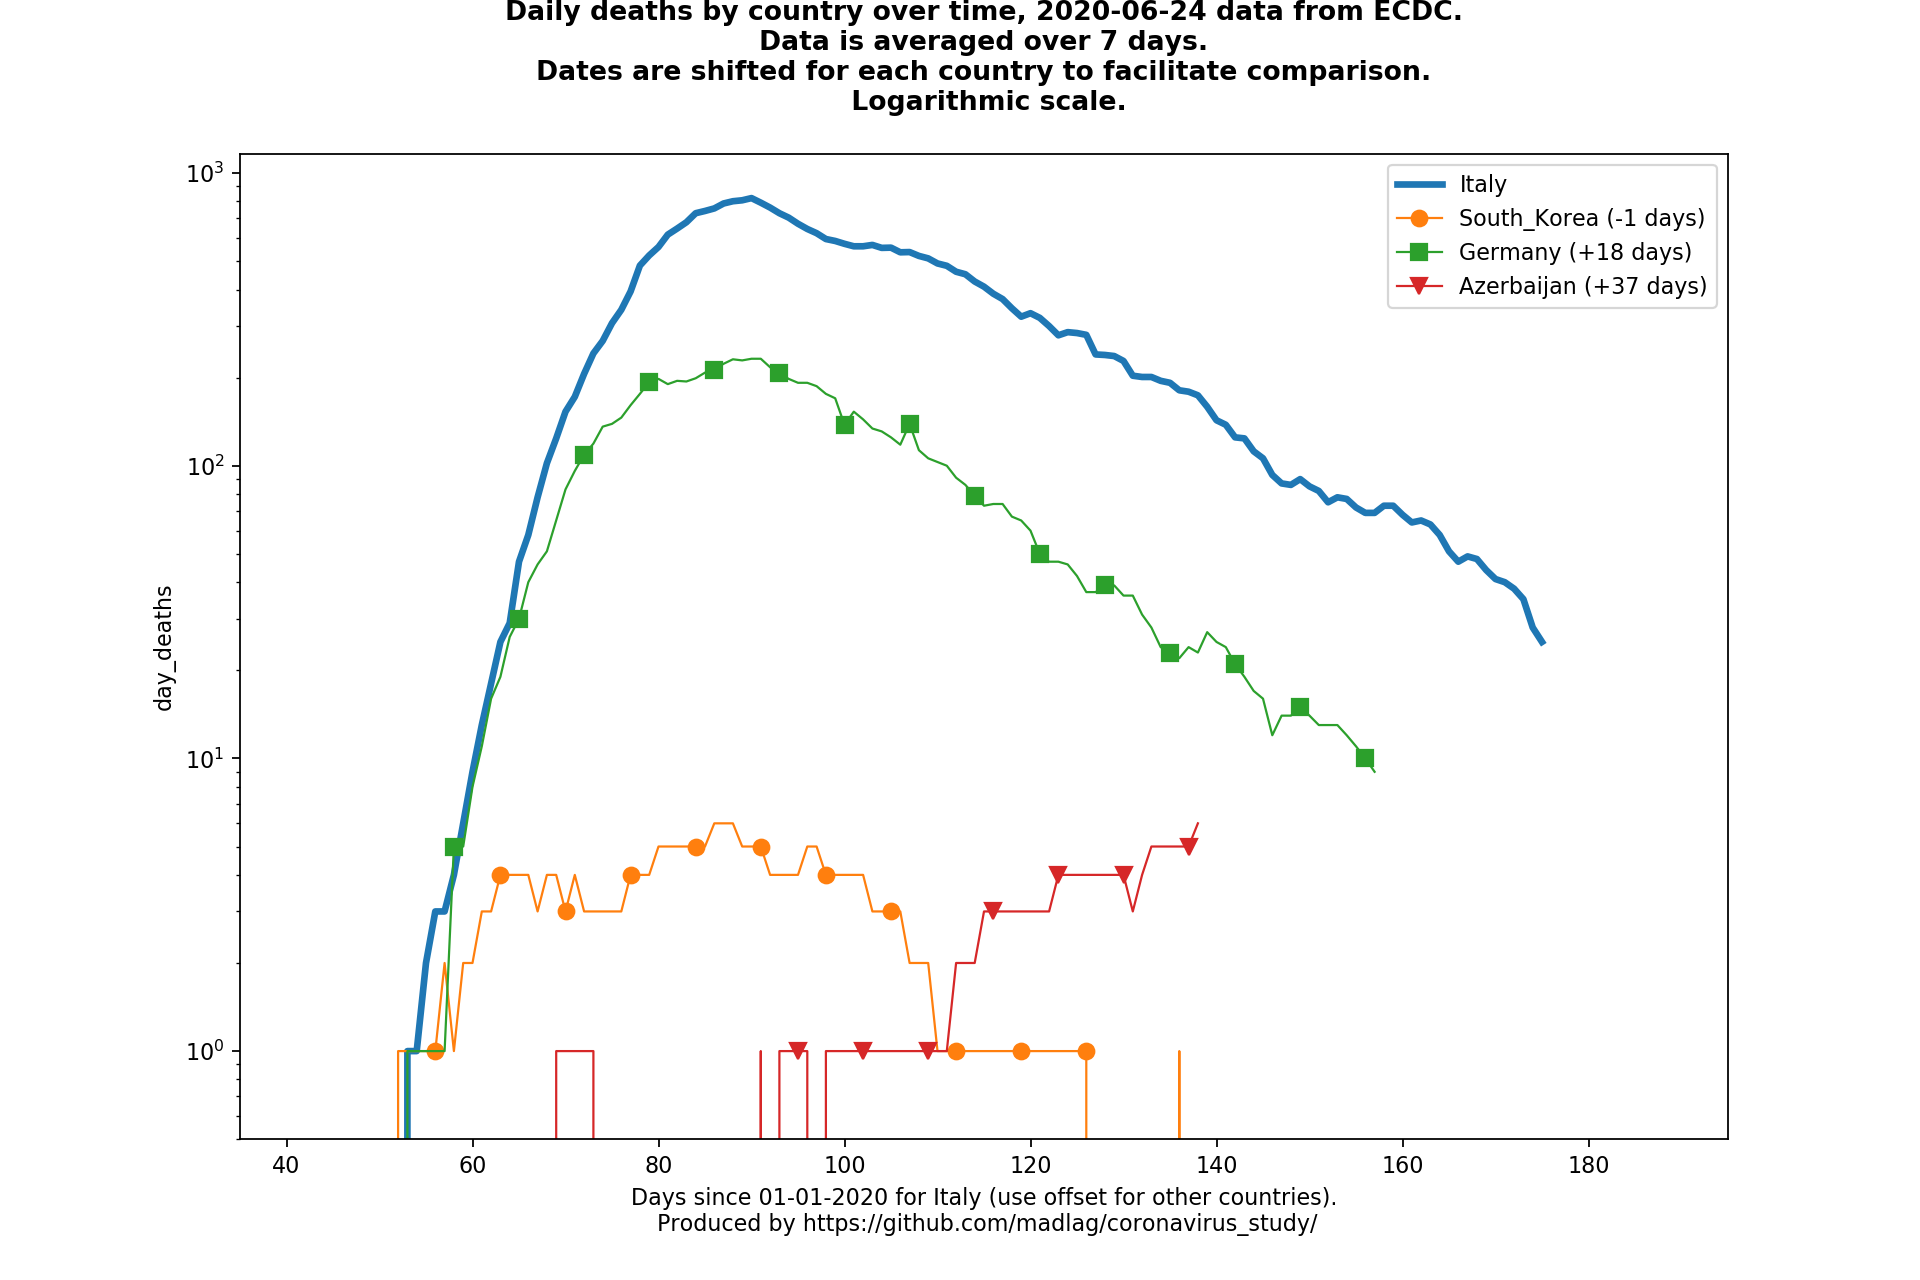 Daily deaths by country over time, 2020-06-24 data from ECDC.
Data is averaged over 7 days.
Dates are shifted for each country to facilitate comparison.
Logarithmic scale.
10³
10²
10¹
10⁰
day_deaths
Italy
South_Korea (-1 days)
Germany (+18 days)
Azerbaijan (+37 days)
40 60 80 100 120 140 160 180
Days since 01-01-2020 for Italy (use offset for other countries).
Produced by https://github.com/madlag/coronavirus_study/